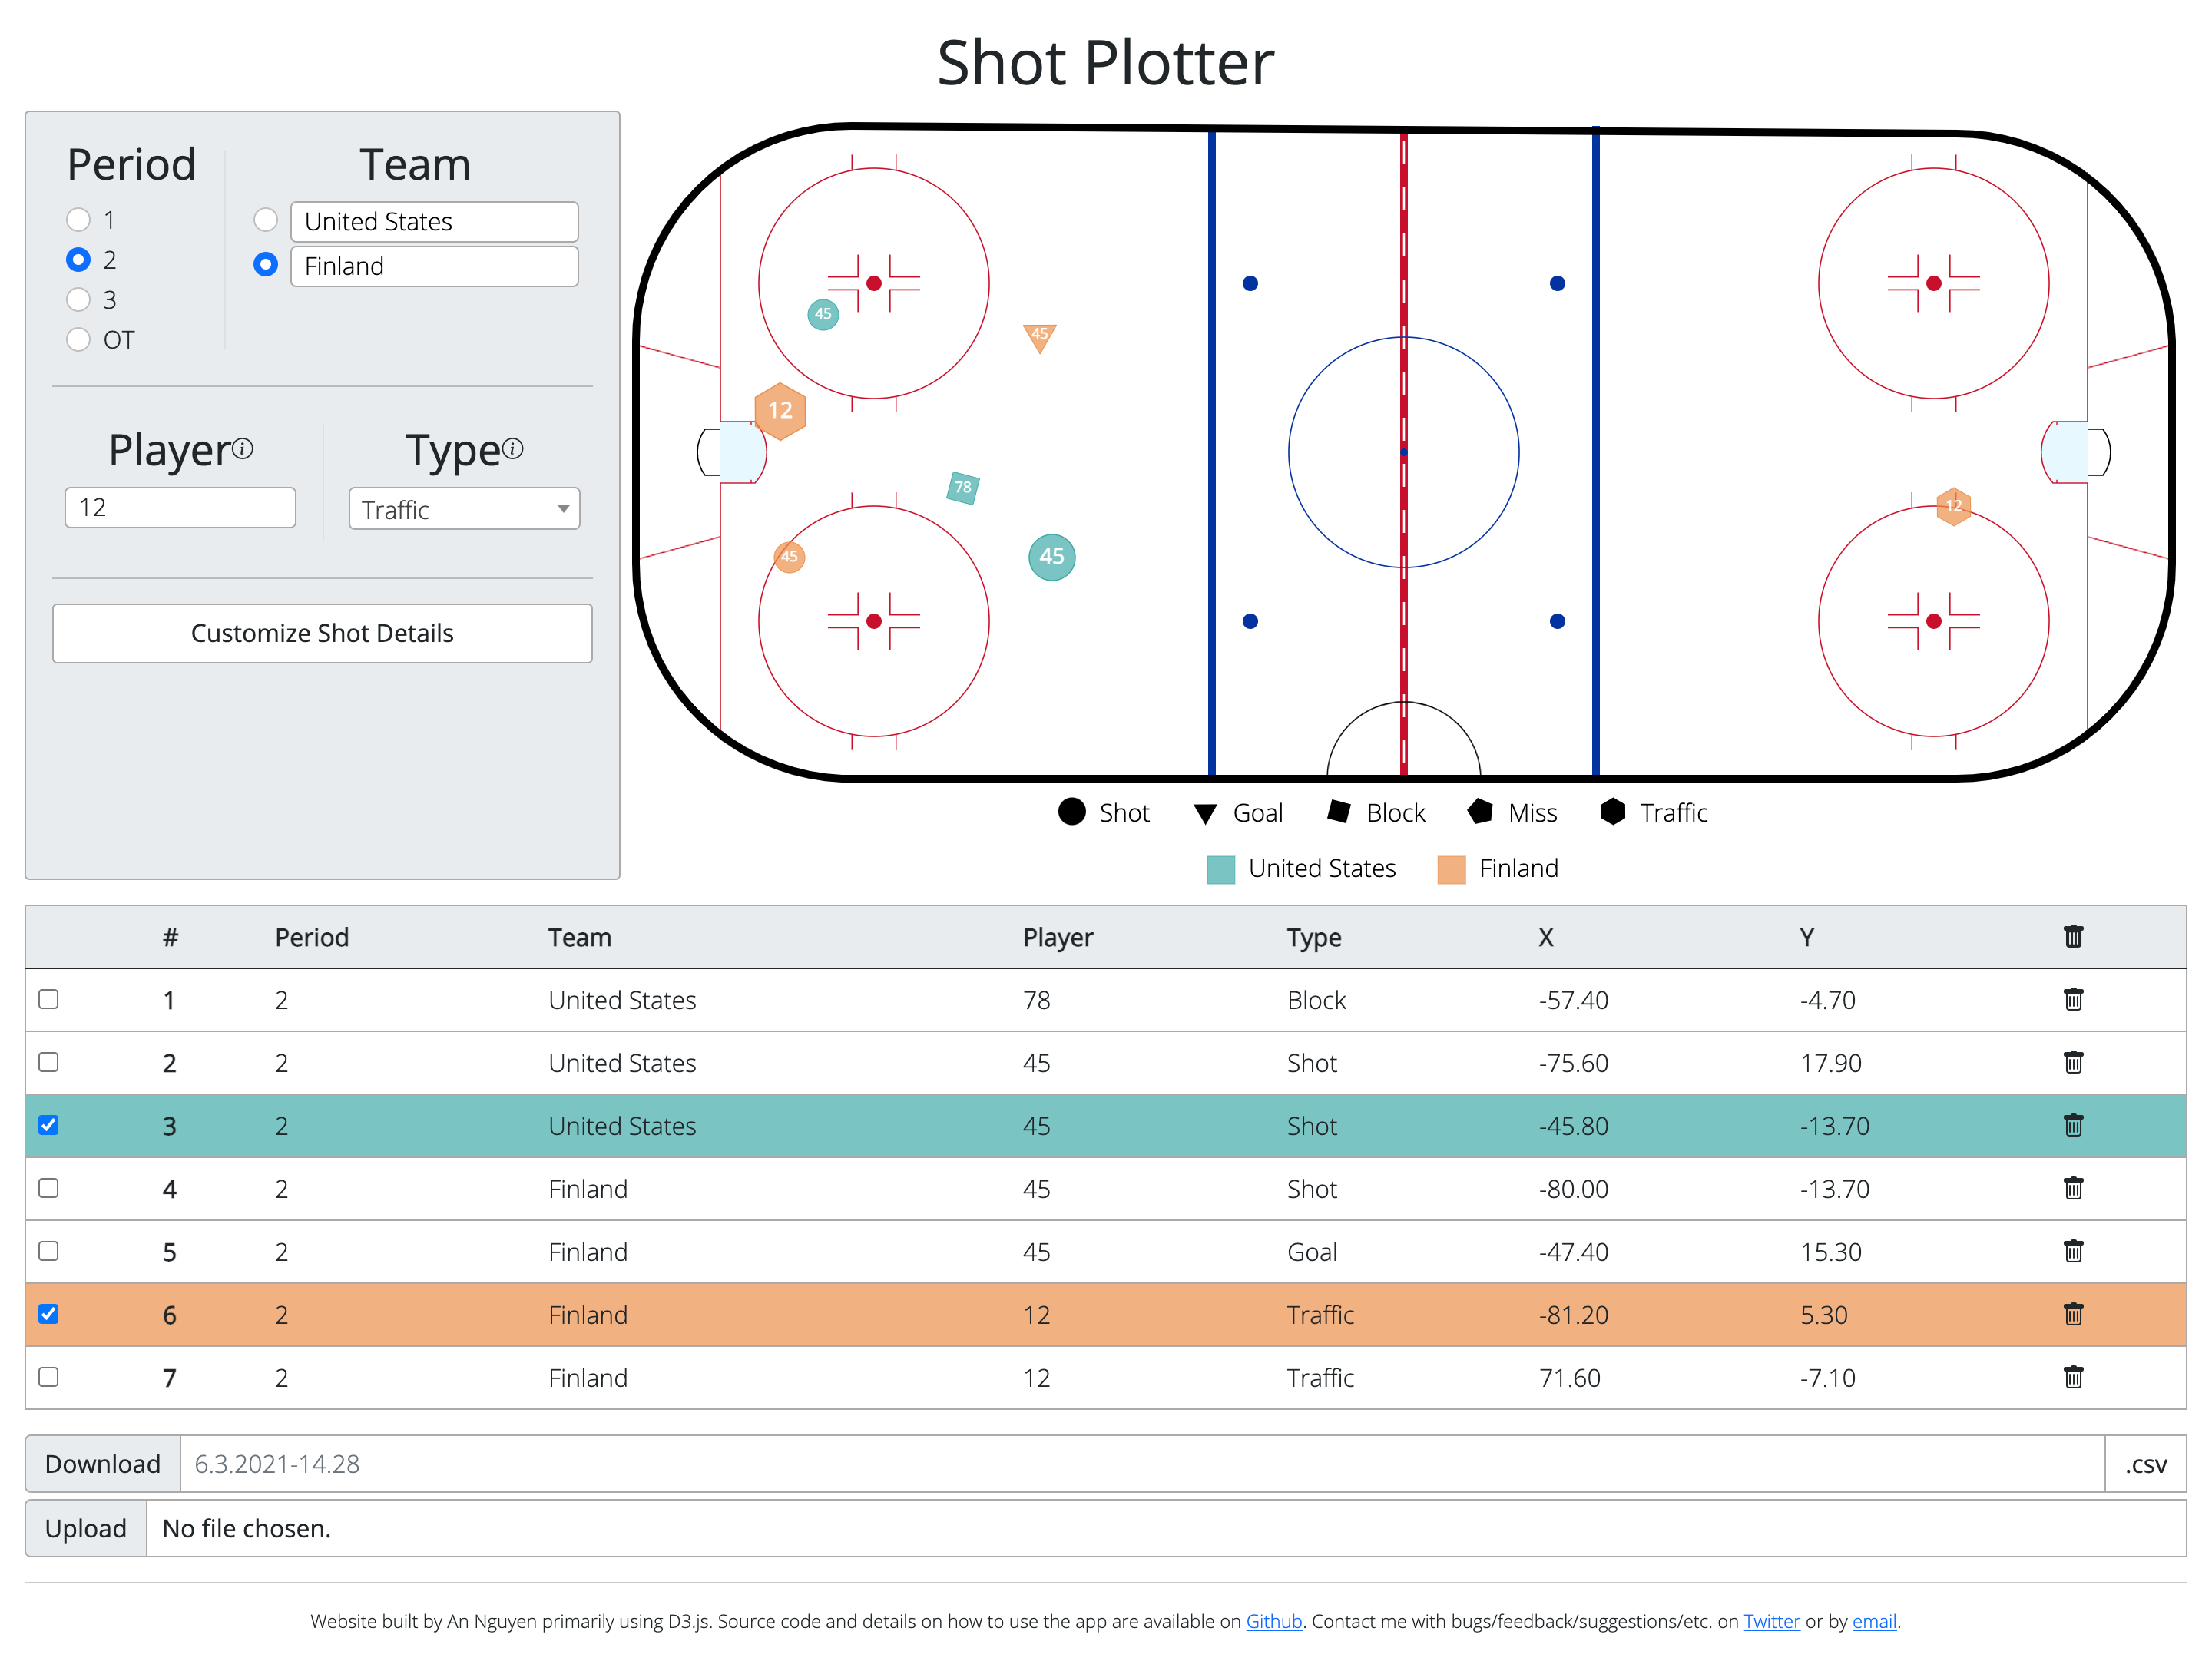 Shot Plotter
Period
1
2
3
OT
Team
United States
Finland
Player
12
Type
Traffic
Customize Shot Details
45
45
12
78
45
45
12
Shot Goal Block Miss Traffic
United States Finland
# Period Team Player Type X Y
1 2 United States 78 Block -57.40 -4.70
2 2 United States 45 Shot -75.60 17.90
3 2 United States 45 Shot -45.80 -13.70
4 2 Finland 45 Shot -80.00 -13.70
5 2 Finland 45 Goal -47.40 15.30
6 2 Finland 12 Traffic -81.20 5.30
7 2 Finland 12 Traffic 71.60 -7.10
Download 6.3.2021-14.28 .csv
Upload No file chosen.
Website built by An Nguyen primarily using D3.js. Source code and details on how to use the app are available on Github. Contact me with bugs/feedback/suggestions/etc. on Twitter or by email.